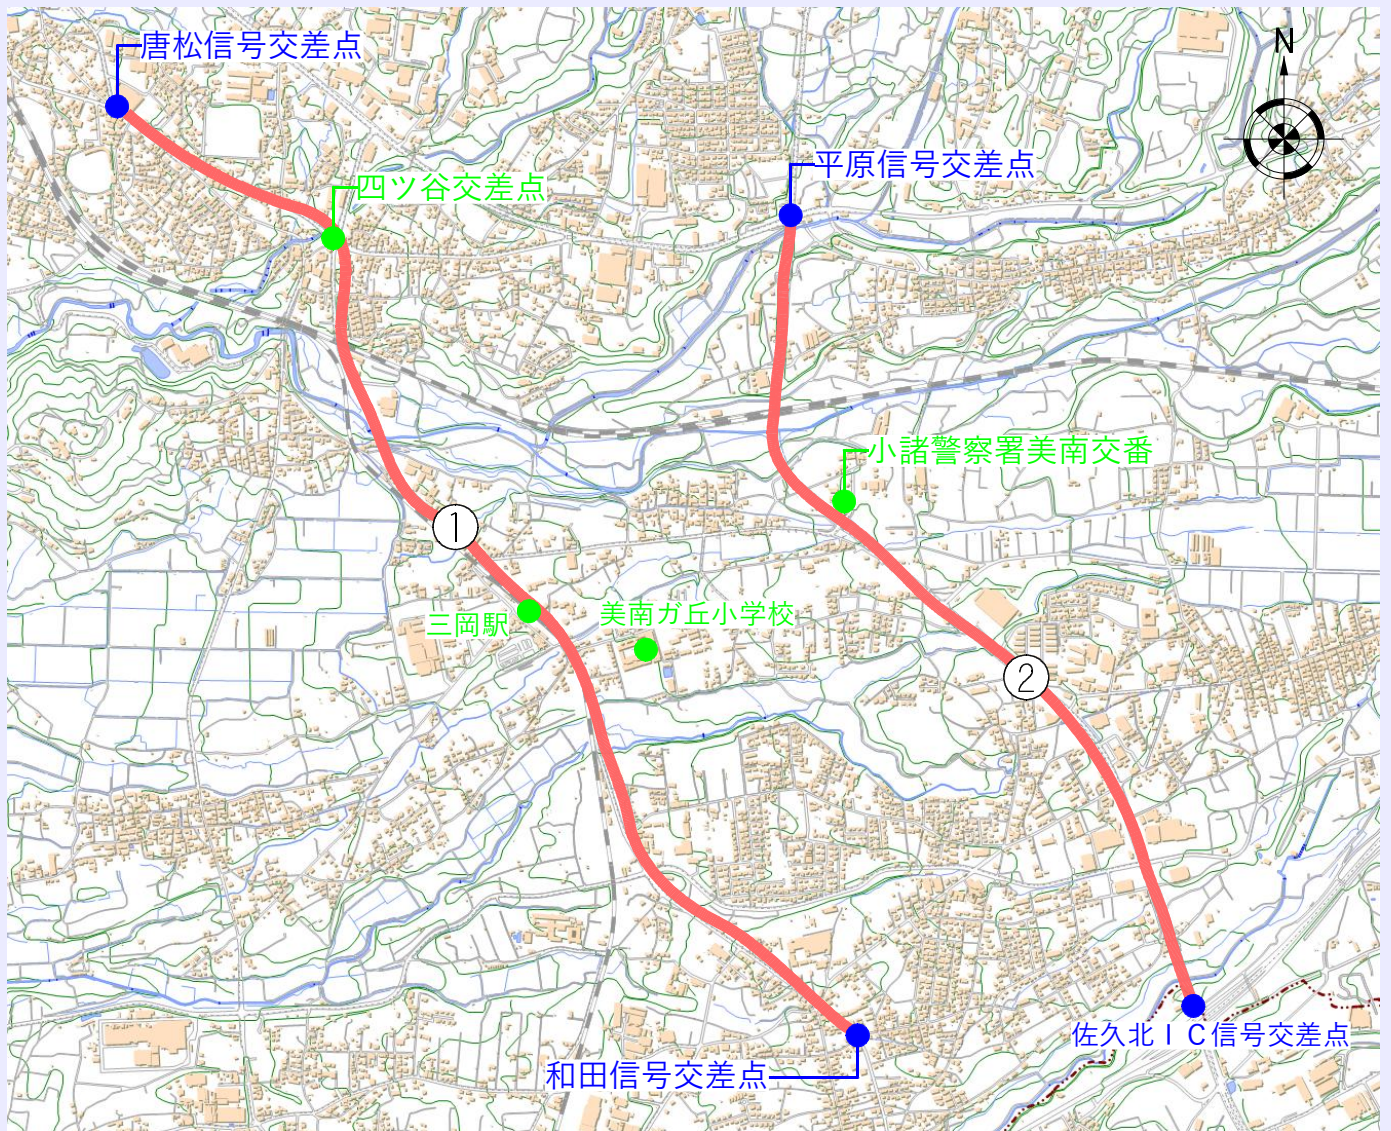 唐松信号交差点
N
平原信号交差点
四ツ谷交差点
小諸警察署美南交番
①
三岡駅
美南ガ丘小学校
②
佐久北ＩＣ信号交差点
和田信号交差点